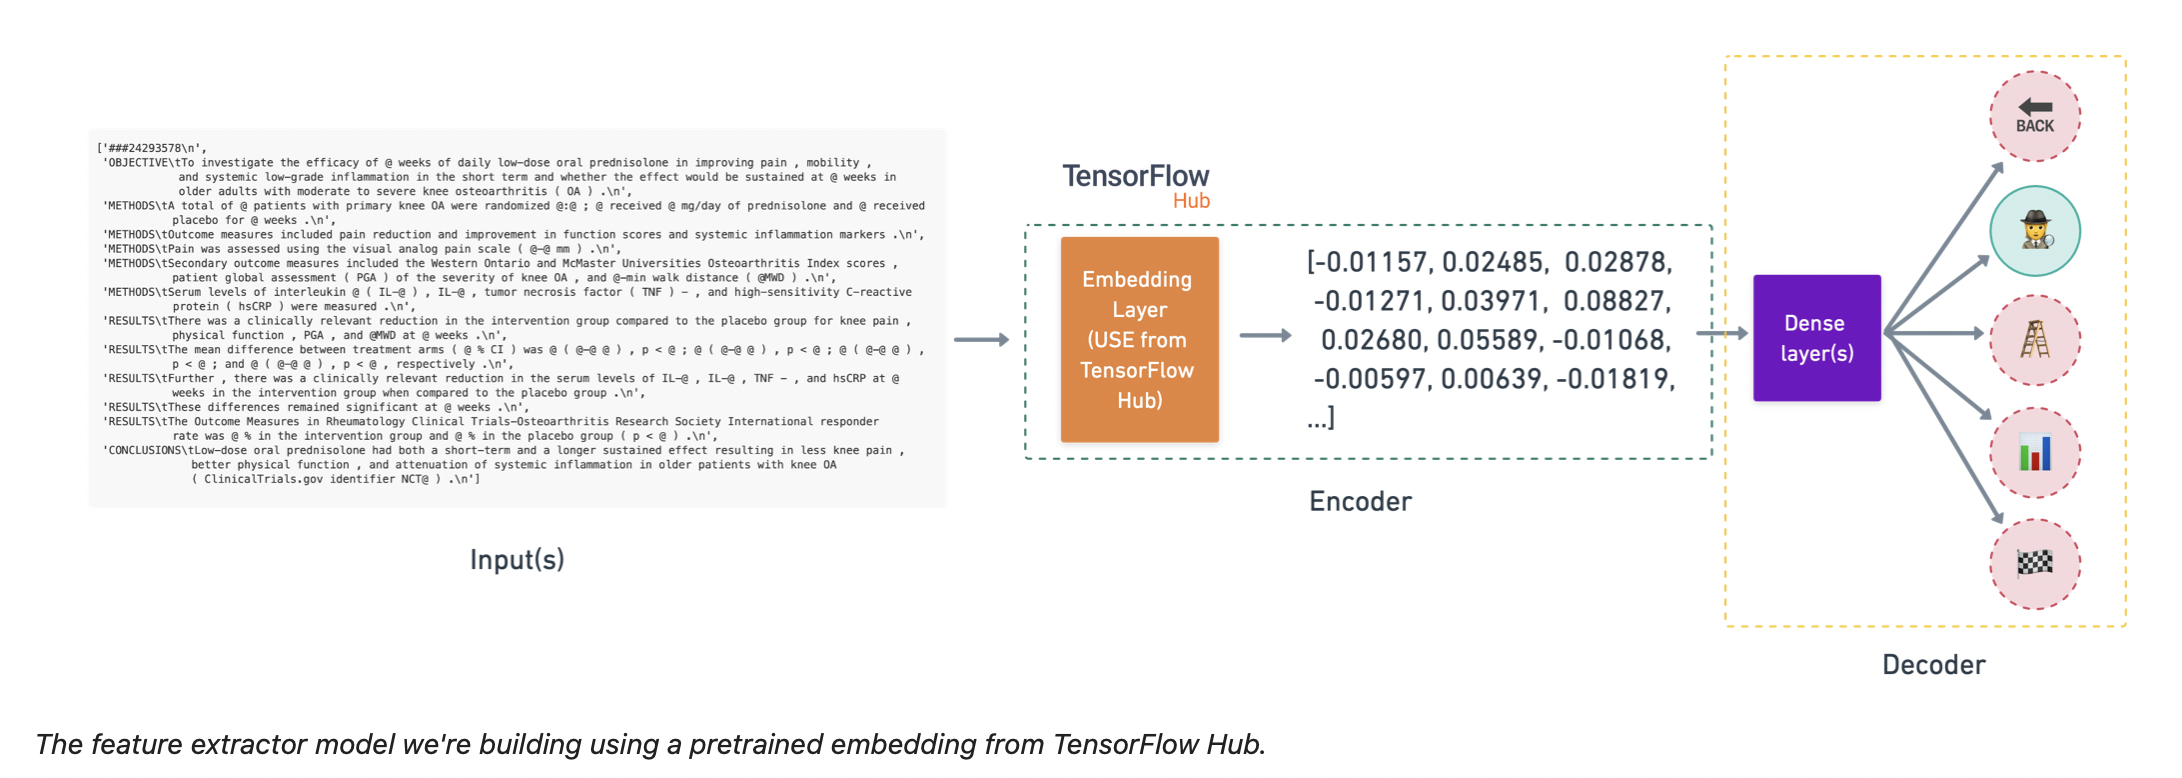 ['###24293578\n',
'OBJECTIVE\tTo investigate the efficacy of @ weeks of daily low-dose oral prednisolone in improving pain , mobility ,
and systemic low-grade inflammation in the short term and whether the effect would be sustained at @ weeks in
older adults with moderate to severe knee osteoarthritis ( OA ) .\n',
'METHODS\tA total of @ patients with primary knee OA were randomized @:@ ; @ received @ mg/day of prednisolone and @ received
placebo for @ weeks .\n',
'METHODS\tOutcome measures included pain reduction and improvement in function scores and systemic inflammation markers .\n',
'METHODS\tPain was assessed using the visual analog pain scale ( @-@ mm ) .\n',
'METHODS\tSecondary outcome measures included the Western Ontario and McMaster Universities Osteoarthritis Index scores ,
patient global assessment ( PGA ) of the severity of knee OA , and @-min walk distance ( @MWD ) .\n',
'METHODS\tSerum levels of interleukin @ ( IL-@ ) , IL-@ , tumor necrosis factor ( TNF ) - , and high-sensitivity C-reactive
protein ( hsCRP ) were measured .\n',
'RESULTS\tThere was a clinically relevant reduction in the intervention group compared to the placebo group for knee pain ,
physical function , PGA , and @MWD at @ weeks .\n',
'RESULTS\tThe mean difference between treatment arms ( @ % CI ) was @ ( @-@ @ ) , p < @ ; @ ( @-@ @ ) , p < @ ; @ ( @-@ @ ) ,
p < @ ; and @ ( @-@ @ ) , p < @ , respectively .\n',
'RESULTS\tFurther , there was a clinically relevant reduction in the serum levels of IL-@ , IL-@ , TNF - , and hsCRP at @
weeks in the intervention group when compared to the placebo group .\n',
'RESULTS\tThese differences remained significant at @ weeks .\n',
'RESULTS\tThe Outcome Measures in Rheumatology Clinical Trials-Osteoarthritis Research Society International responder
rate was @ % in the intervention group and @ % in the placebo group ( p < @ ) .\n',
'CONCLUSIONS\tLow-dose oral prednisolone had both a short-term and a longer sustained effect resulting in less knee pain ,
better physical function , and attenuation of systemic inflammation in older patients with knee OA
( ClinicalTrials.gov identifier NCT@ ) .\n']
Input(s)
TensorFlow
Hub
Embedding
Layer
(USE from
TensorFlow
Hub)
[-0.01157, 0.02485, 0.02878,
-0.01271, 0.03971, 0.08827,
0.02680, 0.05589, -0.01068,
-0.00597, 0.00639, -0.01819,
...]
Encoder
Dense
layer(s)
BACK
Decoder
The feature extractor model we're building using a pretrained embedding from TensorFlow Hub.